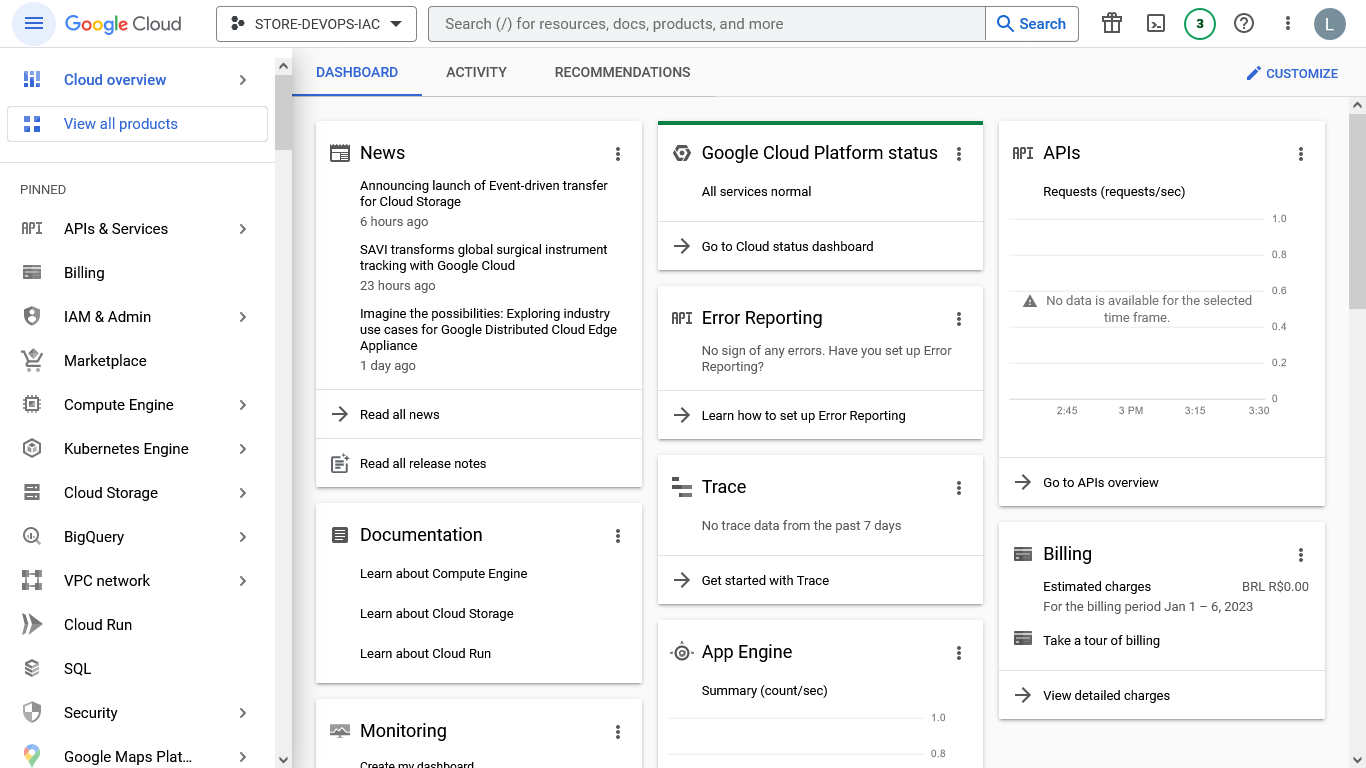 Google Cloud
STORE-DEVOPS-IAC
Search (/) for resources, docs, products, and more
Search
3
L
Cloud overview
View all products
PINNED
API APIs & Services
Billing
IAM & Admin
Marketplace
Compute Engine
Kubernetes Engine
Cloud Storage
BigQuery
VPC network
Cloud Run
SQL
Security
Google Maps Plat...
DASHBOARD
ACTIVITY
RECOMMENDATIONS
CUSTOMIZE
News
Announcing launch of Event-driven transfer
for Cloud Storage
6 hours ago
SAVI transforms global surgical instrument
tracking with Google Cloud
23 hours ago
Imagine the possibilities: Exploring industry
use cases for Google Distributed Cloud Edge
Appliance
1 day ago
Read all news
Read all release notes
Documentation
Learn about Compute Engine
Learn about Cloud Storage
Learn about Cloud Run
Monitoring
Create my dashboard
Google Cloud Platform status
All services normal
Go to Cloud status dashboard
API Error Reporting
No sign of any errors. Have you set up Error
Reporting?
Learn how to set up Error Reporting
Trace
No trace data from the past 7 days
Get started with Trace
App Engine
Summary (count/sec)
1.0
0.8
API APIs
Requests (requests/sec)
1.0
0.8
0.6
No data is available for the selected
time frame.
0.4
0.2
0
2:45 3 PM 3:15 3:30
Go to APIs overview
Billing
Estimated charges BRL R$0.00
For the billing period Jan 1 – 6, 2023
Take a tour of billing
View detailed charges